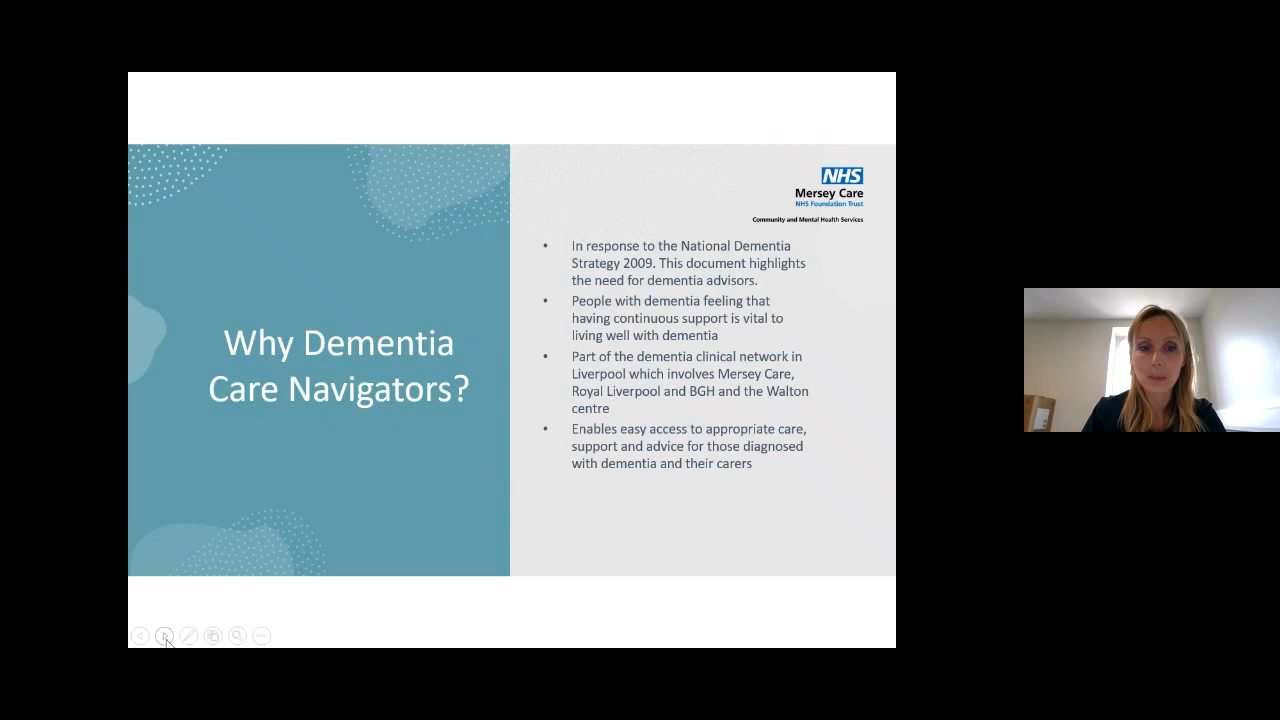 Why Dementia
Care Navigators?
NHS
Mersey Care
NHS Foundation Trust
Community and Mental Health Services
• In response to the National Dementia
Strategy 2009. This document highlights
the need for dementia advisors.
• People with dementia feeling that
having continuous support is vital to
living well with dementia
• Part of the dementia clinical network in
Liverpool which involves Mersey Care,
Royal Liverpool and BGH and the Walton
centre
• Enables easy access to appropriate care,
support and advice for those diagnosed
with dementia and their carers